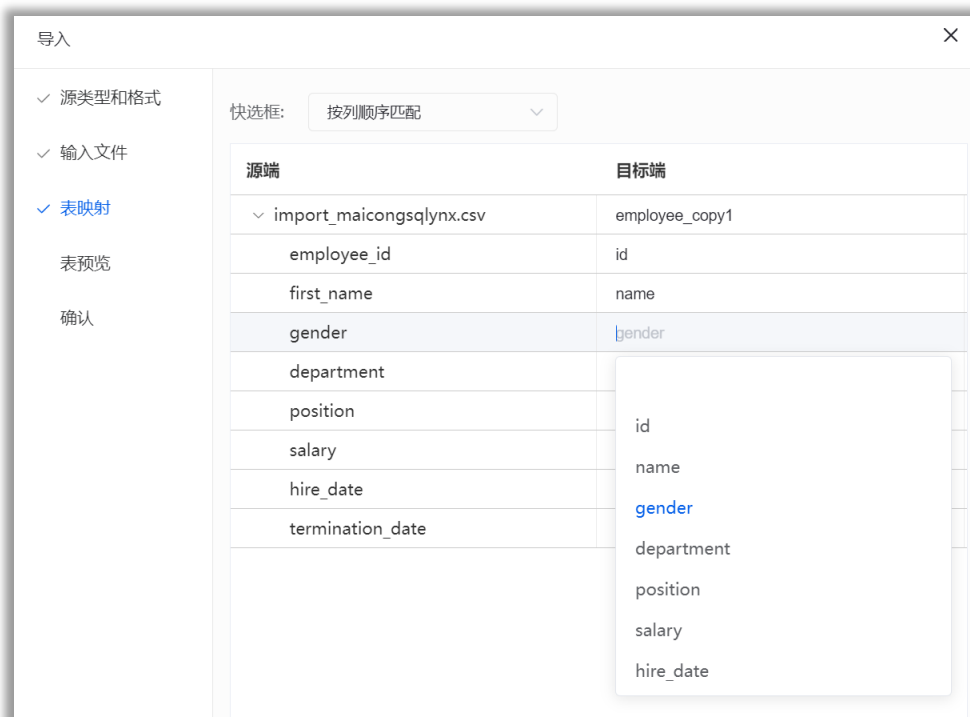 导入
源类型和格式
输入文件
表映射
表预览
确认
快选框: 按列顺序匹配
源端 目标端
import_maicongsqlynx.csv employee_copy1
employee_id id
first_name name
gender gender
department
position
salary
hire_date
termination_date
id
name
gender
department
position
salary
hire_date